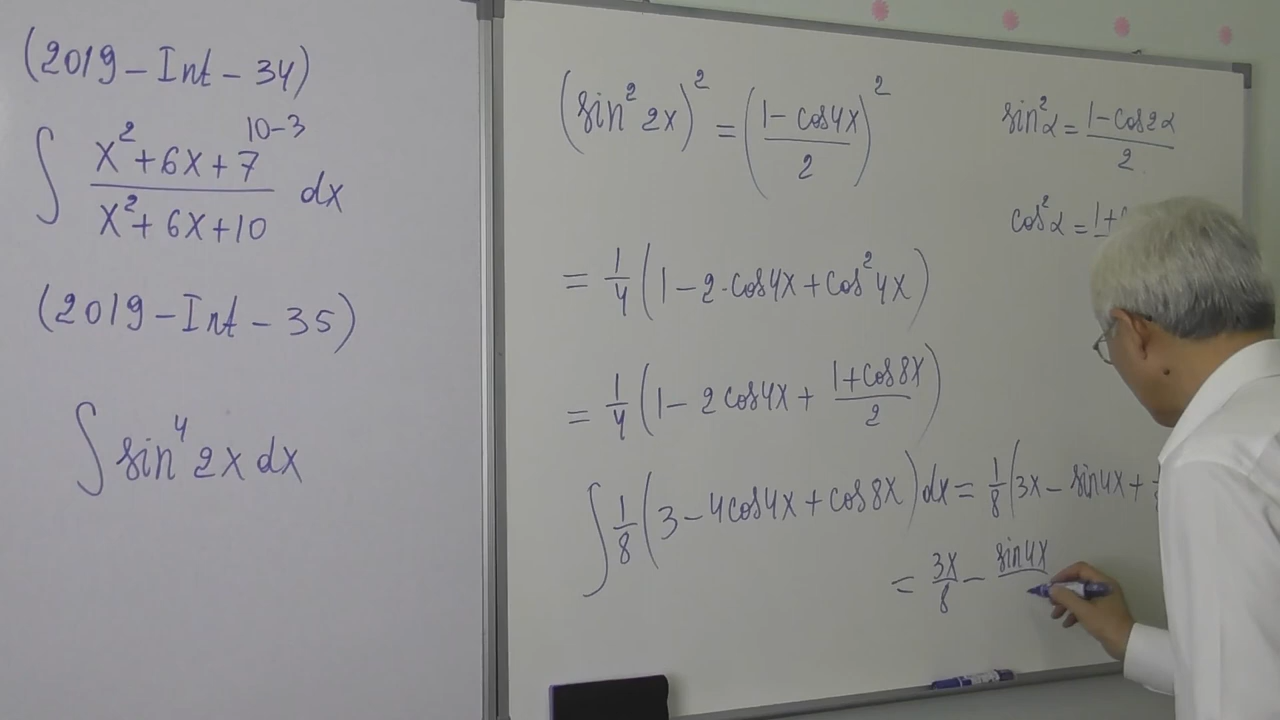 (2019-Int-34)
∫ (x²+6x+7)/(x²+6x+10) dx
10-3
(2019-Int-35)
∫ sin⁴ 2x dx
(sin² 2x)² = ((1-cos4x)/2)²
= 1/4 (1-2·cos4x+cos² 4x)
= 1/4 (1-2cos4x+(1+cos8x)/2)
∫ 1/8 (3-4cos4x+cos8x) dx = 1/8 (3x-sin4x+
= 3x/8 - sin4x
sin²α = (1-cos2α)/2
cos²α = 1+